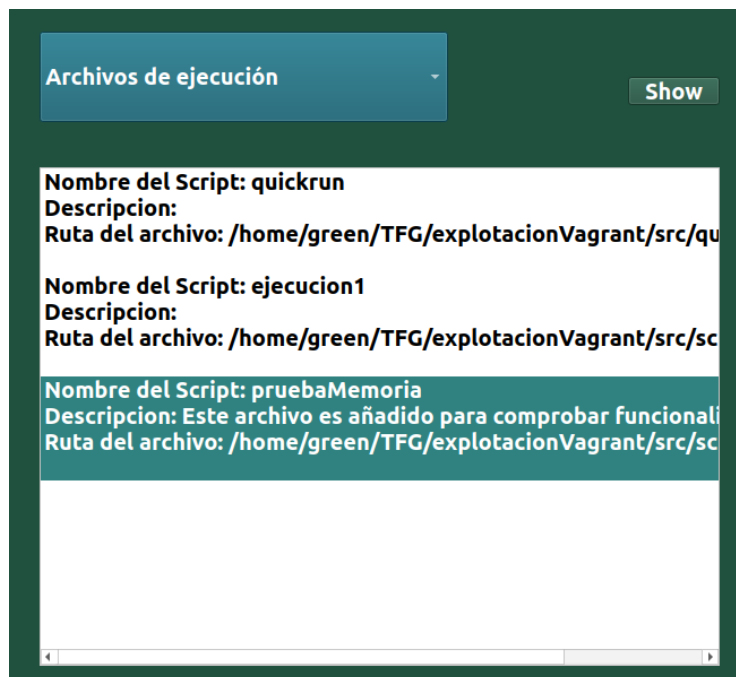 Archivos de ejecución
Show
Nombre del Script: quickrun
Descripcion:
Ruta del archivo: /home/green/TFG/explotacionVagrant/src/qu
Nombre del Script: ejecucion1
Descripcion:
Ruta del archivo: /home/green/TFG/explotacionVagrant/src/sc
Nombre del Script: pruebaMemoria
Descripcion: Este archivo es añadido para comprobar funcionali
Ruta del archivo: /home/green/TFG/explotacionVagrant/src/sc